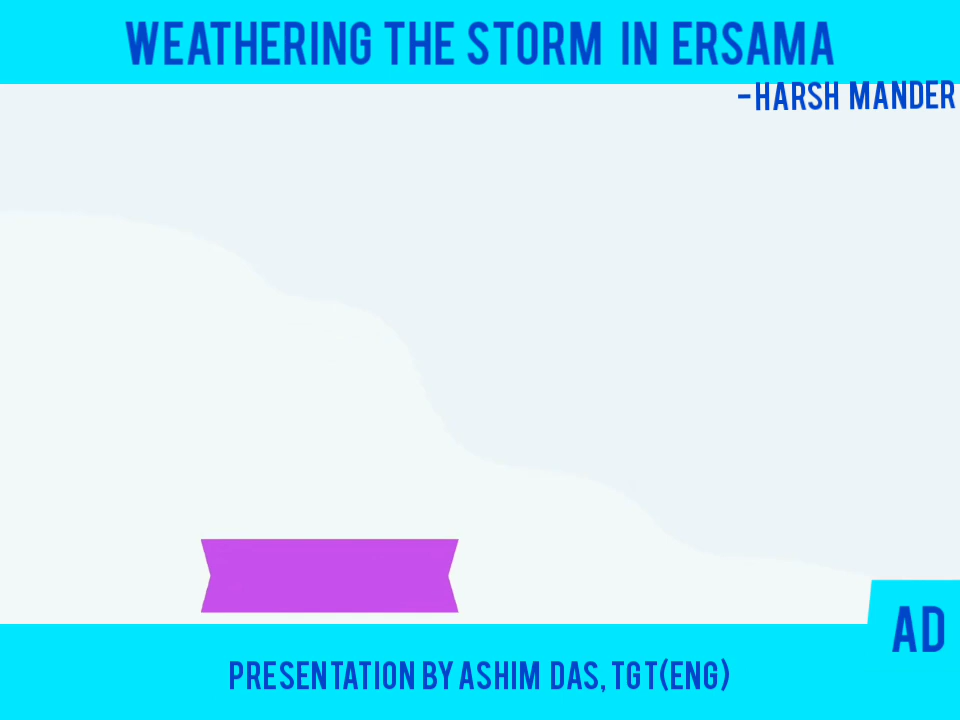 WEATHERING THE STORM IN ERSAMA
-HARSH MANDER
AD
PRESENTATION BY ASHIM DAS, TGT(ENG)